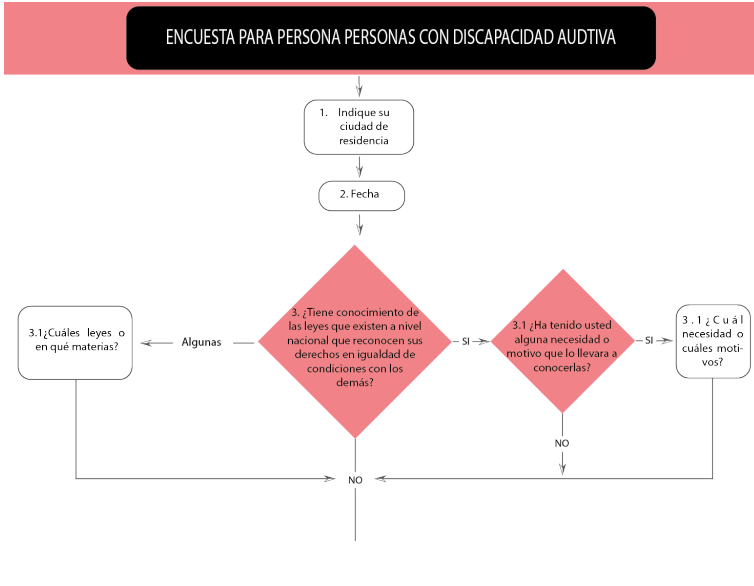 ENCUESTA PARA PERSONA PERSONAS CON DISCAPACIDAD AUDTIVA
1. Indique su
ciudad de
residencia
2. Fecha
3. ¿Tiene conocimiento de
las leyes que existen a nivel
nacional que reconocen sus
derechos en igualdad de
condiciones con los
demás?
Algunas
3.1¿Cuáles leyes o
en qué materias?
SI
3.1 ¿Ha tenido usted
alguna necesidad o
motivo que lo llevara a
conocerlas?
SI
3.1¿Cuál
necesidad o
cuáles moti-
vos?
NO
NO